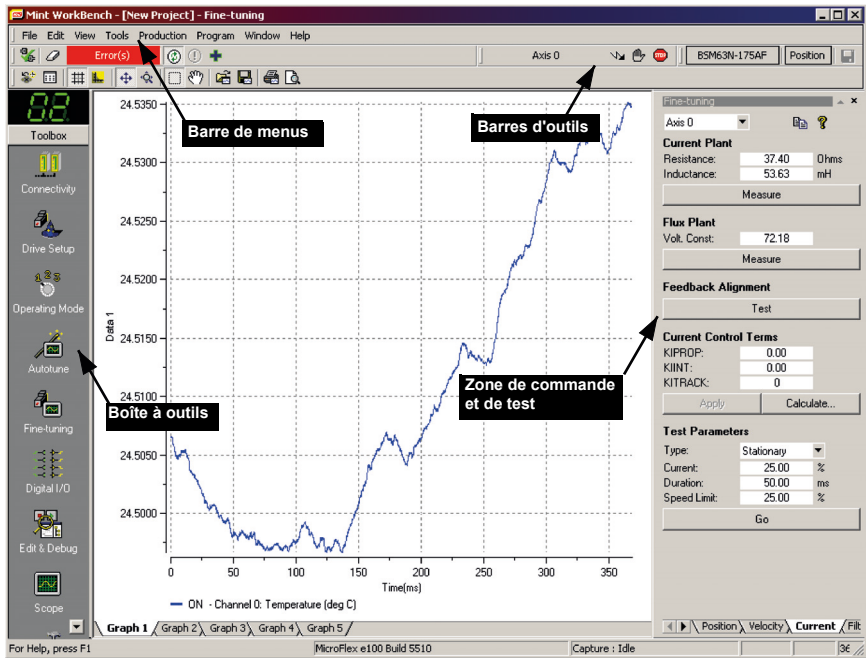 Mint WorkBench - [New Project] - Fine-tuning
File Edit View Tools Production Program Window Help
Error(s)
Axis 0
STOP
BSM63N-175AF
Position
Toolbox
Connectivity
Drive Setup
Operating Mode
Autotune
Fine-tuning
Digital I/O
Edit & Debug
Scope
Barre de menus
Barres d'outils
Boîte à outils
Zone de commande
et de test
24.5350
24.5300
24.5250
24.5200
24.5150
24.5100
24.5050
24.5000
Data 1
0 50 100 150 200 250 300 350
Time(ms)
ON - Channel 0: Temperature (deg C)
Graph 1 Graph 2 Graph 3 Graph 4 Graph 5
Fine-tuning
Axis 0
Current Plant
Resistance: 37.40 Ohms
Inductance: 53.63 mH
Measure
Flux Plant
Volt. Const: 72.18
Measure
Feedback Alignment
Test
Current Control Terms
KIPROP: 0.00
KIINT: 0.00
KITRACK: 0
Apply Calculate...
Test Parameters
Type: Stationary
Current: 25.00 %
Duration: 50.00 ms
Speed Limit: 25.00 %
Go
Position Velocity Current Filt
For Help, press F1
MicroFlex e100 Build 5510
Capture : Idle